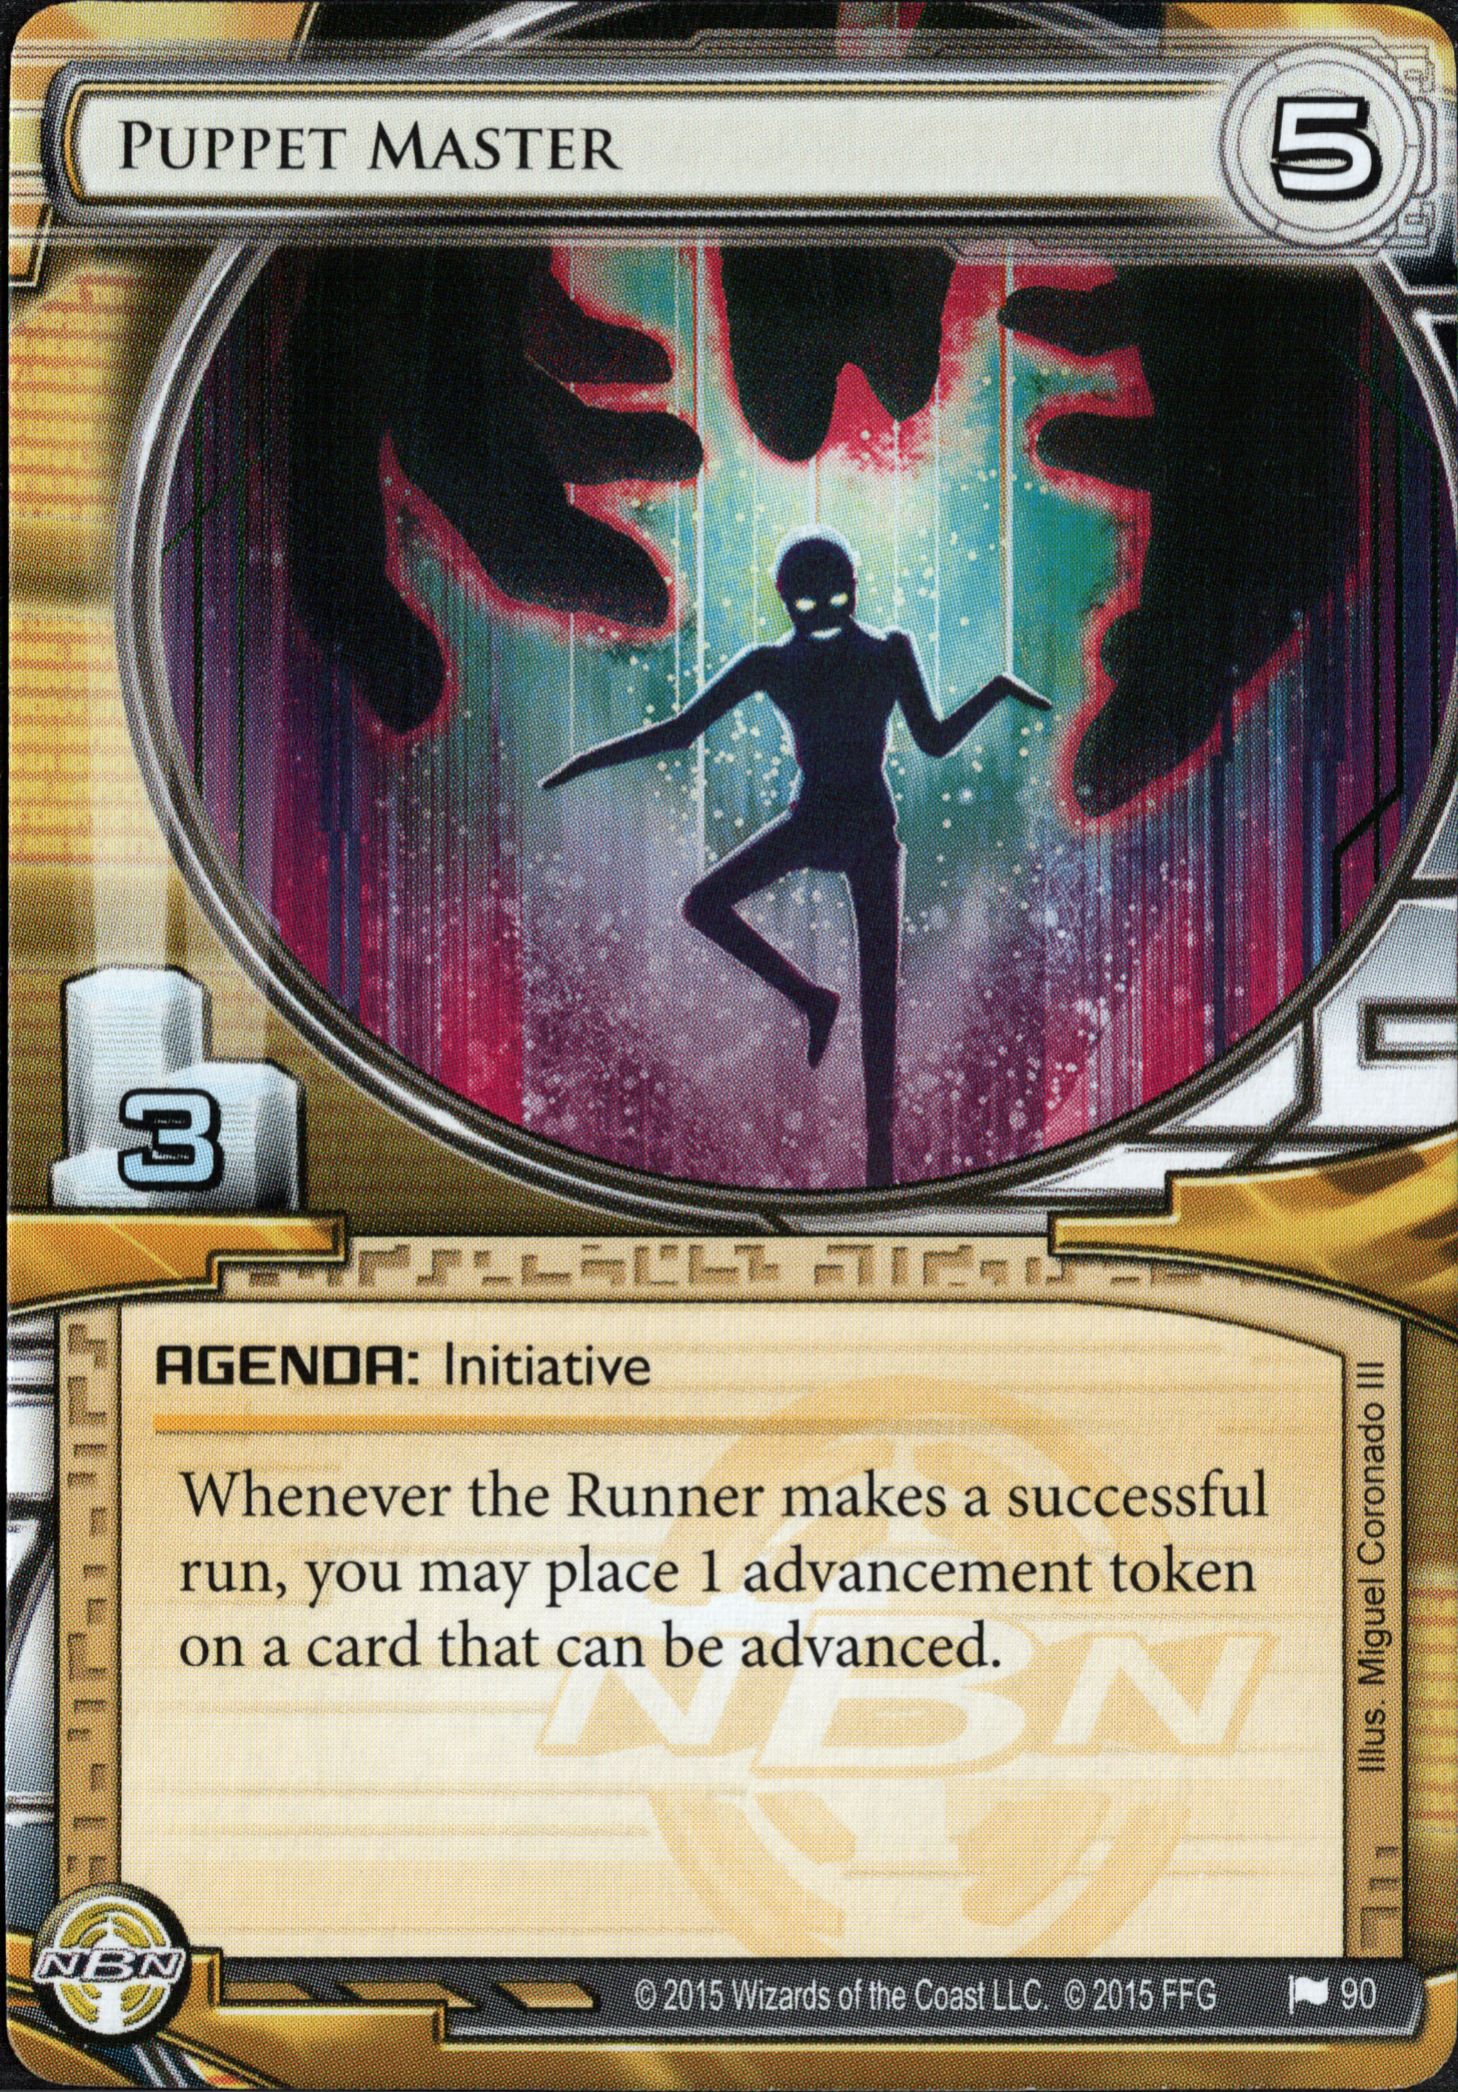 Puppet Master
5
3
AGENDA: Initiative
Whenever the Runner makes a successful
run, you may place 1 advancement token
on a card that can be advanced.
NBN
Illus. Miguel Coronado III
NBN
© 2015 Wizards of the Coast LLC. © 2015 FFG
90